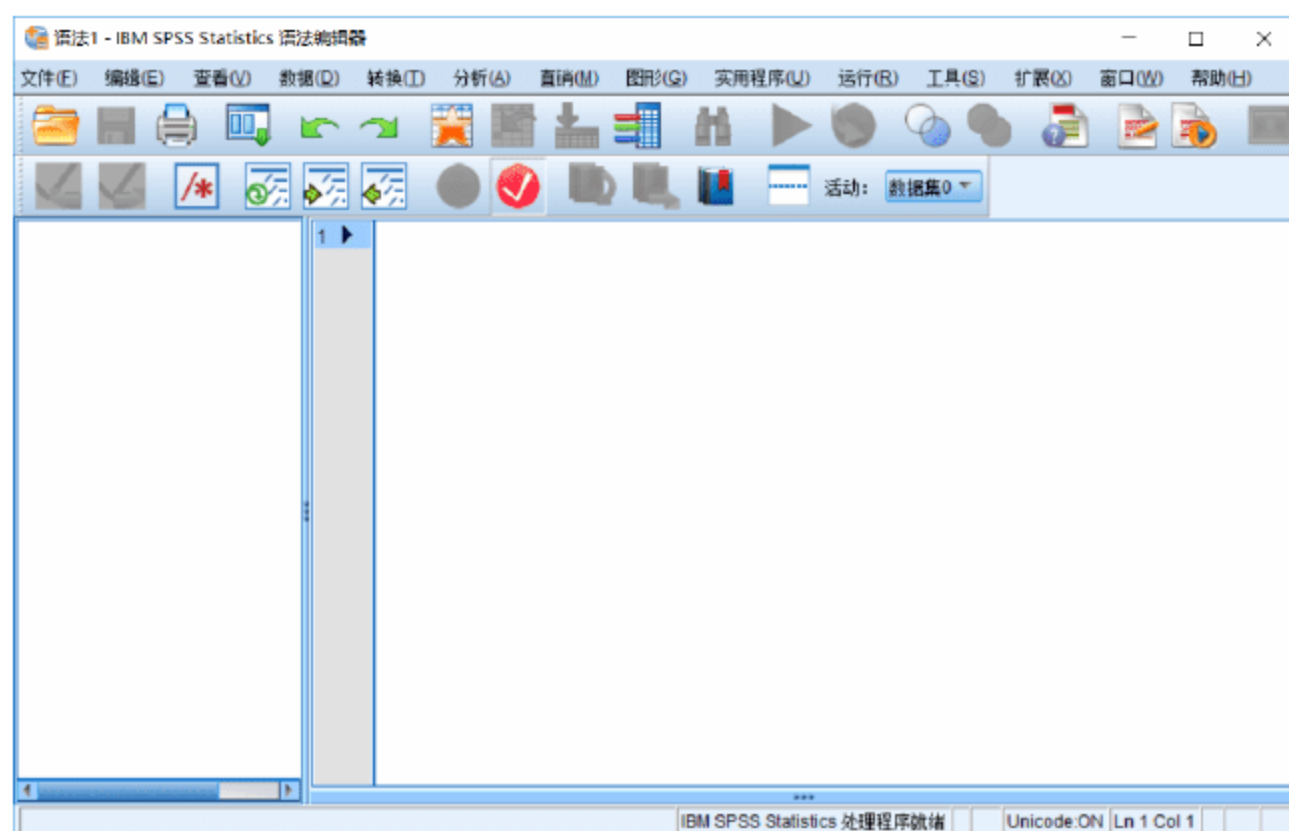 语法1 - IBM SPSS Statistics 语法编辑器
文件(F) 编辑(E) 查看(V) 数据(D) 转换(T) 分析(A) 直销(M) 图形(G) 实用程序(U) 运行(R) 工具(S) 扩展(X) 窗口(W) 帮助(H)
/* 活动： 数据集0
1
IBM SPSS Statistics 处理程序就绪 Unicode:ON Ln 1 Col 1